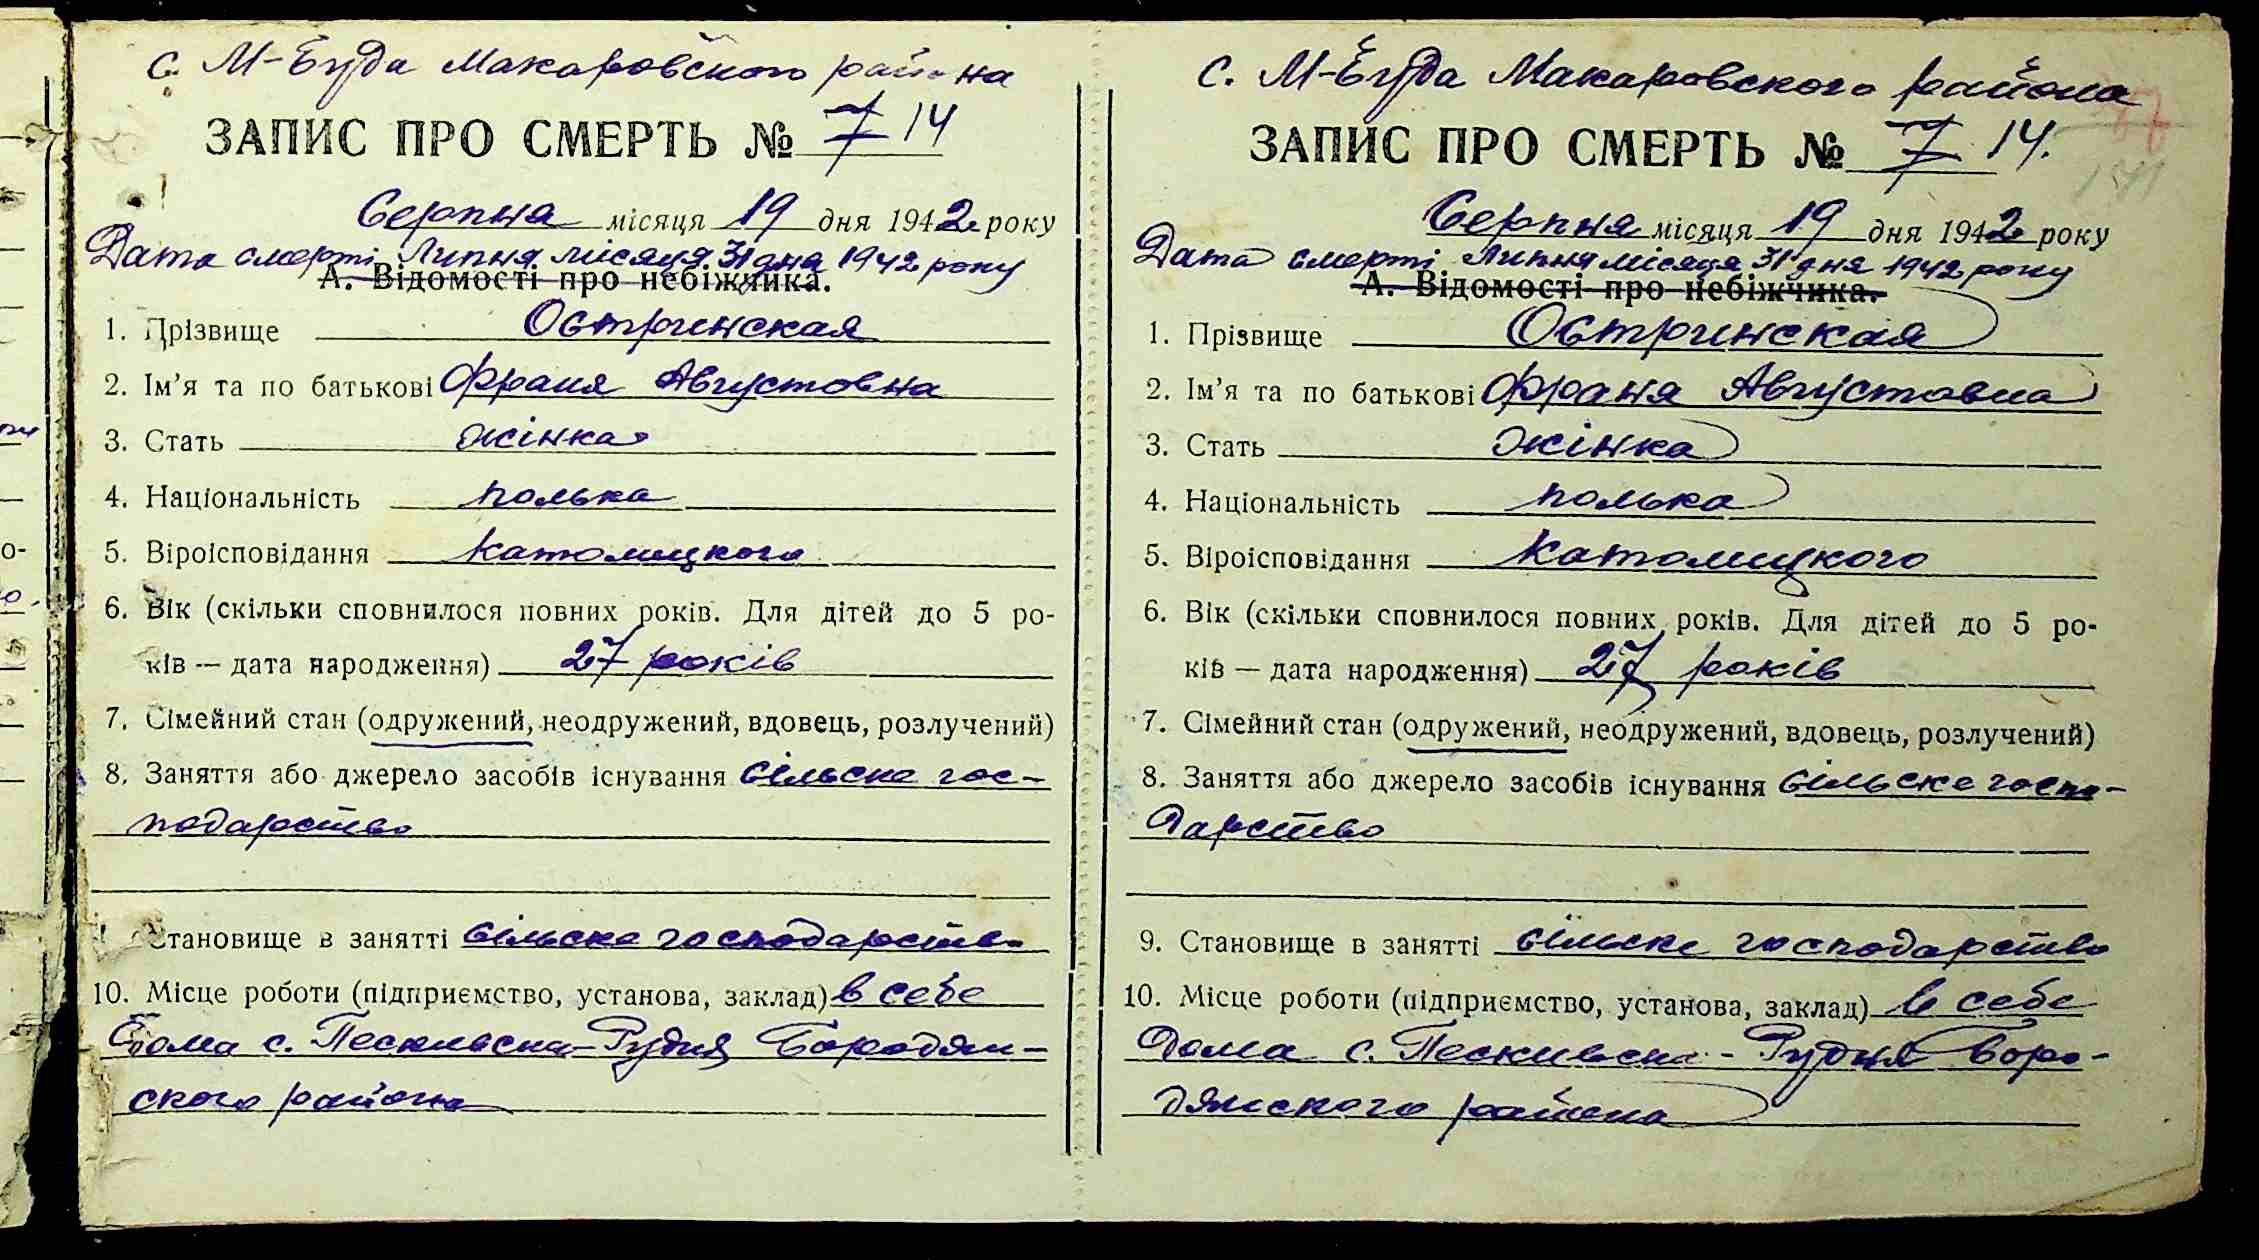 с. М-Буда Макаровского района
ЗАПИС ПРО СМЕРТЬ № 7 14
Серпня місяця 19 дня 1942 року
Дата смерті Липня місяця 31 дня 1942 року
А. Відомості про небіжчика.
1. Прізвище Остринская
2. Ім’я та по батькові Франя Августовна
3. Стать жінка
4. Національність полька
5. Віроісповідання католицкого
6. Вік (скільки сповнилося повних років. Для дітей до 5 ро-
ків — дата народження) 27 років
7. Сімейний стан (одружений, неодружений, вдовець, розлучений)
8. Заняття або джерело засобів існування сільске гос-
подарство
Становище в занятті сільске господарство
10. Місце роботи (підприємство, установа, заклад) в себе
дома с. Пескивска-Рудня Бородян-
ского района
с. М-Буда Макаровского района
ЗАПИС ПРО СМЕРТЬ № 7 14.
Серпня місяця 19 дня 1942 року
Дата смерті Липня місяця 31 дня 1942 року
А. Відомості про небіжчика.
1. Прізвище Остринская
2. Ім’я та по батькові Франя Августовна
3. Стать жінка
4. Національність полька
5. Віроісповідання католицкого
6. Вік (скільки сповнилося повних років. Для дітей до 5 ро-
ків — дата народження) 27 років
7. Сімейний стан (одружений, неодружений, вдовець, розлучений)
8. Заняття або джерело засобів існування сільске госпо-
дарство
9. Становище в занятті сільске господарство
10. Місце роботи (підприємство, установа, заклад) в себе
дома с. Пескивска-Рудня Боро-
дянского района